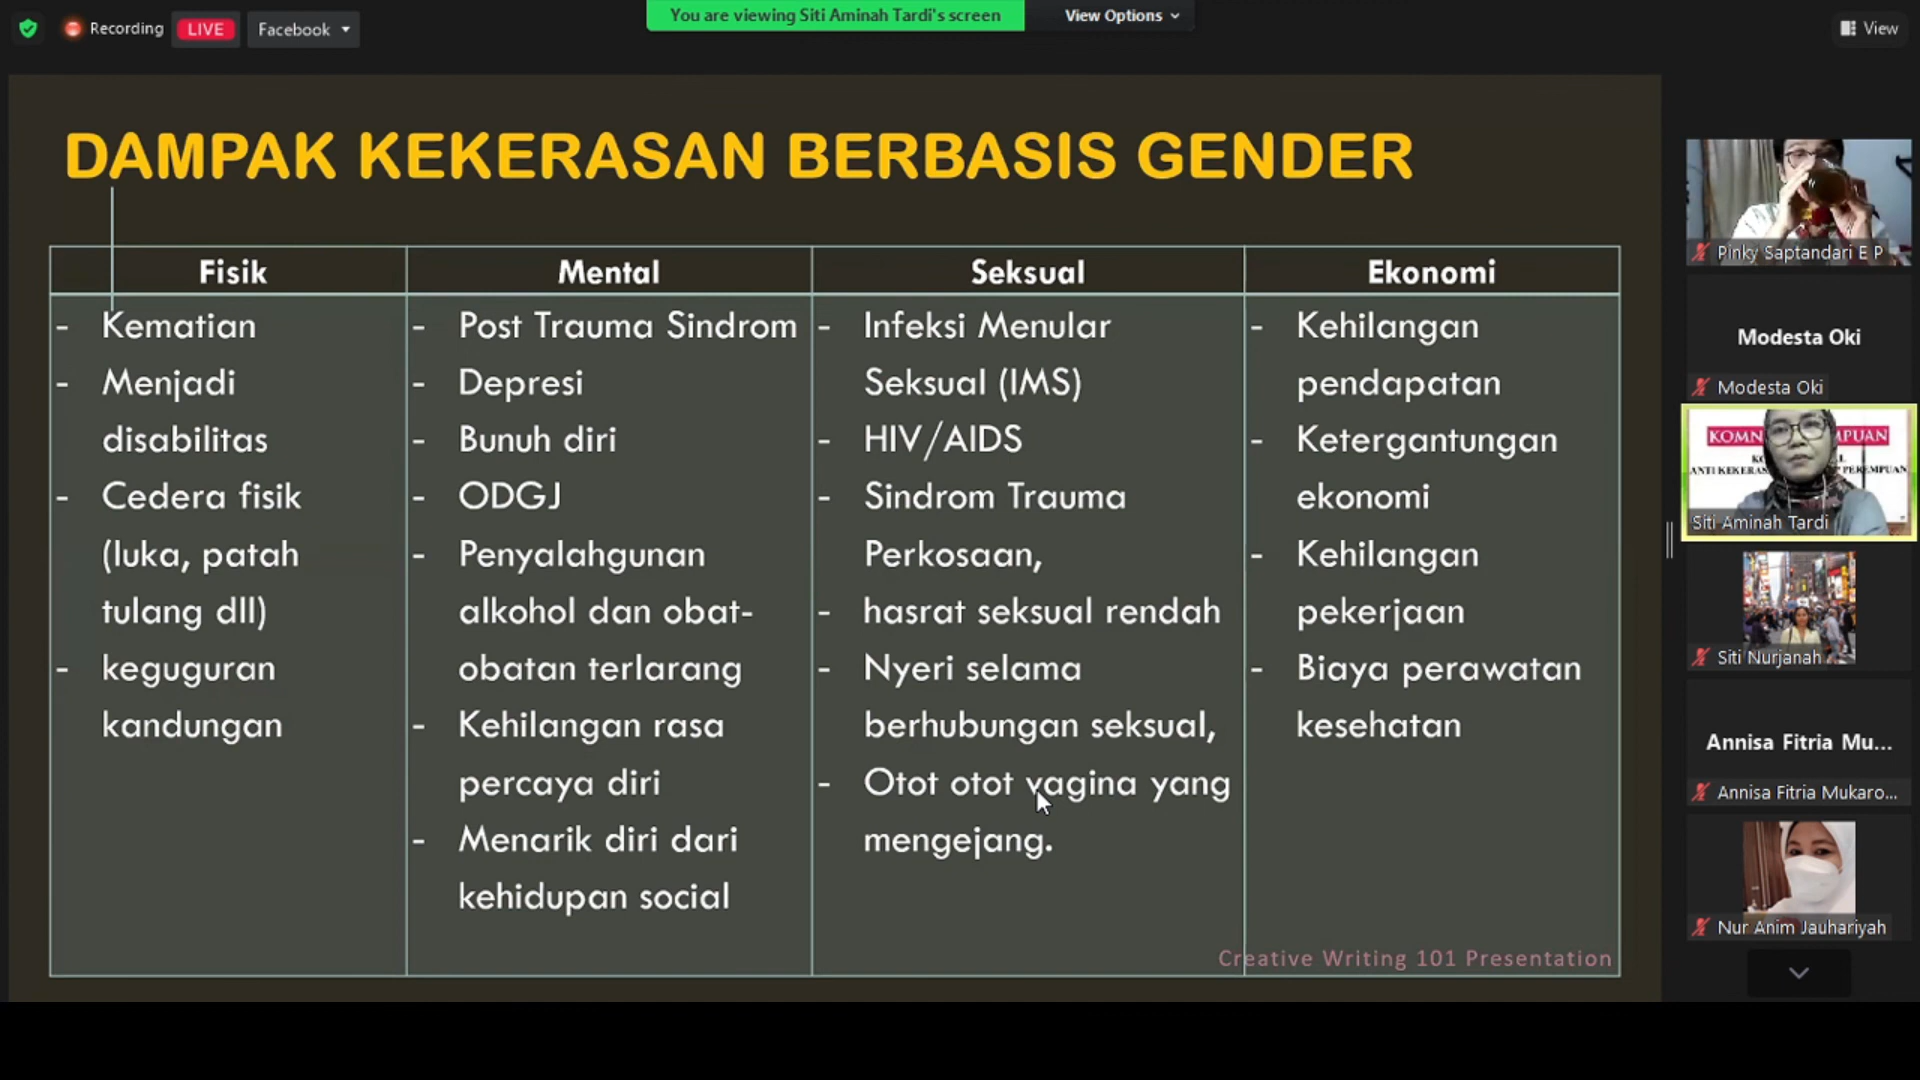 Recording
LIVE
Facebook
You are viewing Siti Aminah Tardi's screen
View Options
View
DAMPAK KEKERASAN BERBASIS GENDER
Fisik
- Kematian
- Menjadi
disabilitas
- Cedera fisik
(luka, patah
tulang dll)
- keguguran
kandungan
Mental
- Post Trauma Sindrom
- Depresi
- Bunuh diri
- ODGJ
- Penyalahgunan
alkohol dan obat-
obatan terlarang
- Kehilangan rasa
percaya diri
- Menarik diri dari
kehidupan social
Seksual
- Infeksi Menular
Seksual (IMS)
- HIV/AIDS
- Sindrom Trauma
Perkosaan,
- hasrat seksual rendah
- Nyeri selama
berhubungan seksual,
- Otot otot vagina yang
mengejang.
Ekonomi
- Kehilangan
pendapatan
- Ketergantungan
ekonomi
- Kehilangan
pekerjaan
- Biaya perawatan
kesehatan
Creative Writing 101 Presentation
Pinky Saptandari E P
Modesta Oki
Modesta Oki
KOMN
PUAN
ANTI KEKERAS
PEREMPUAN
Siti Aminah Tardi
Siti Nurjanah
Annisa Fitria Mu...
Annisa Fitria Mukaro...
Nur Anim Jauhariyah